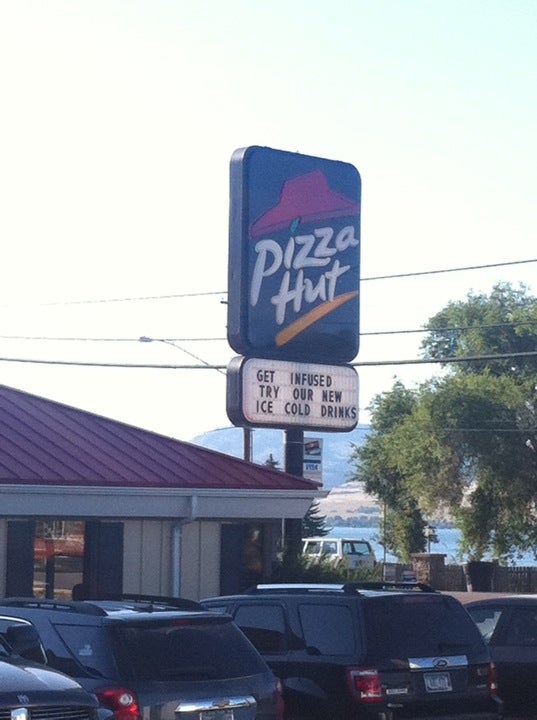 Pizza
Hut
GET INFUSED
TRY OUR NEW
ICE COLD DRINKS